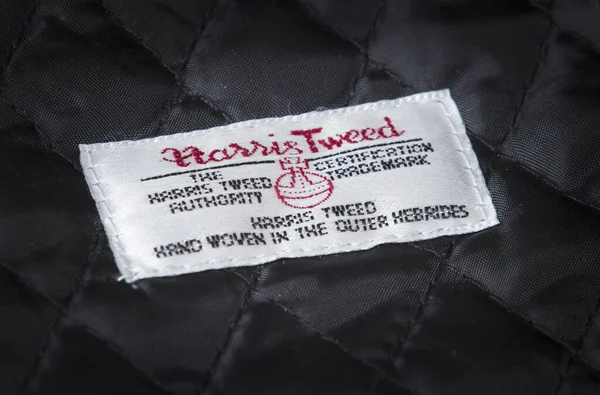 Harris Tweed
THE HARRIS TWEED AUTHORITY
CERTIFICATION TRADEMARK
HARRIS TWEED
HAND WOVEN IN THE OUTER HEBRIDES